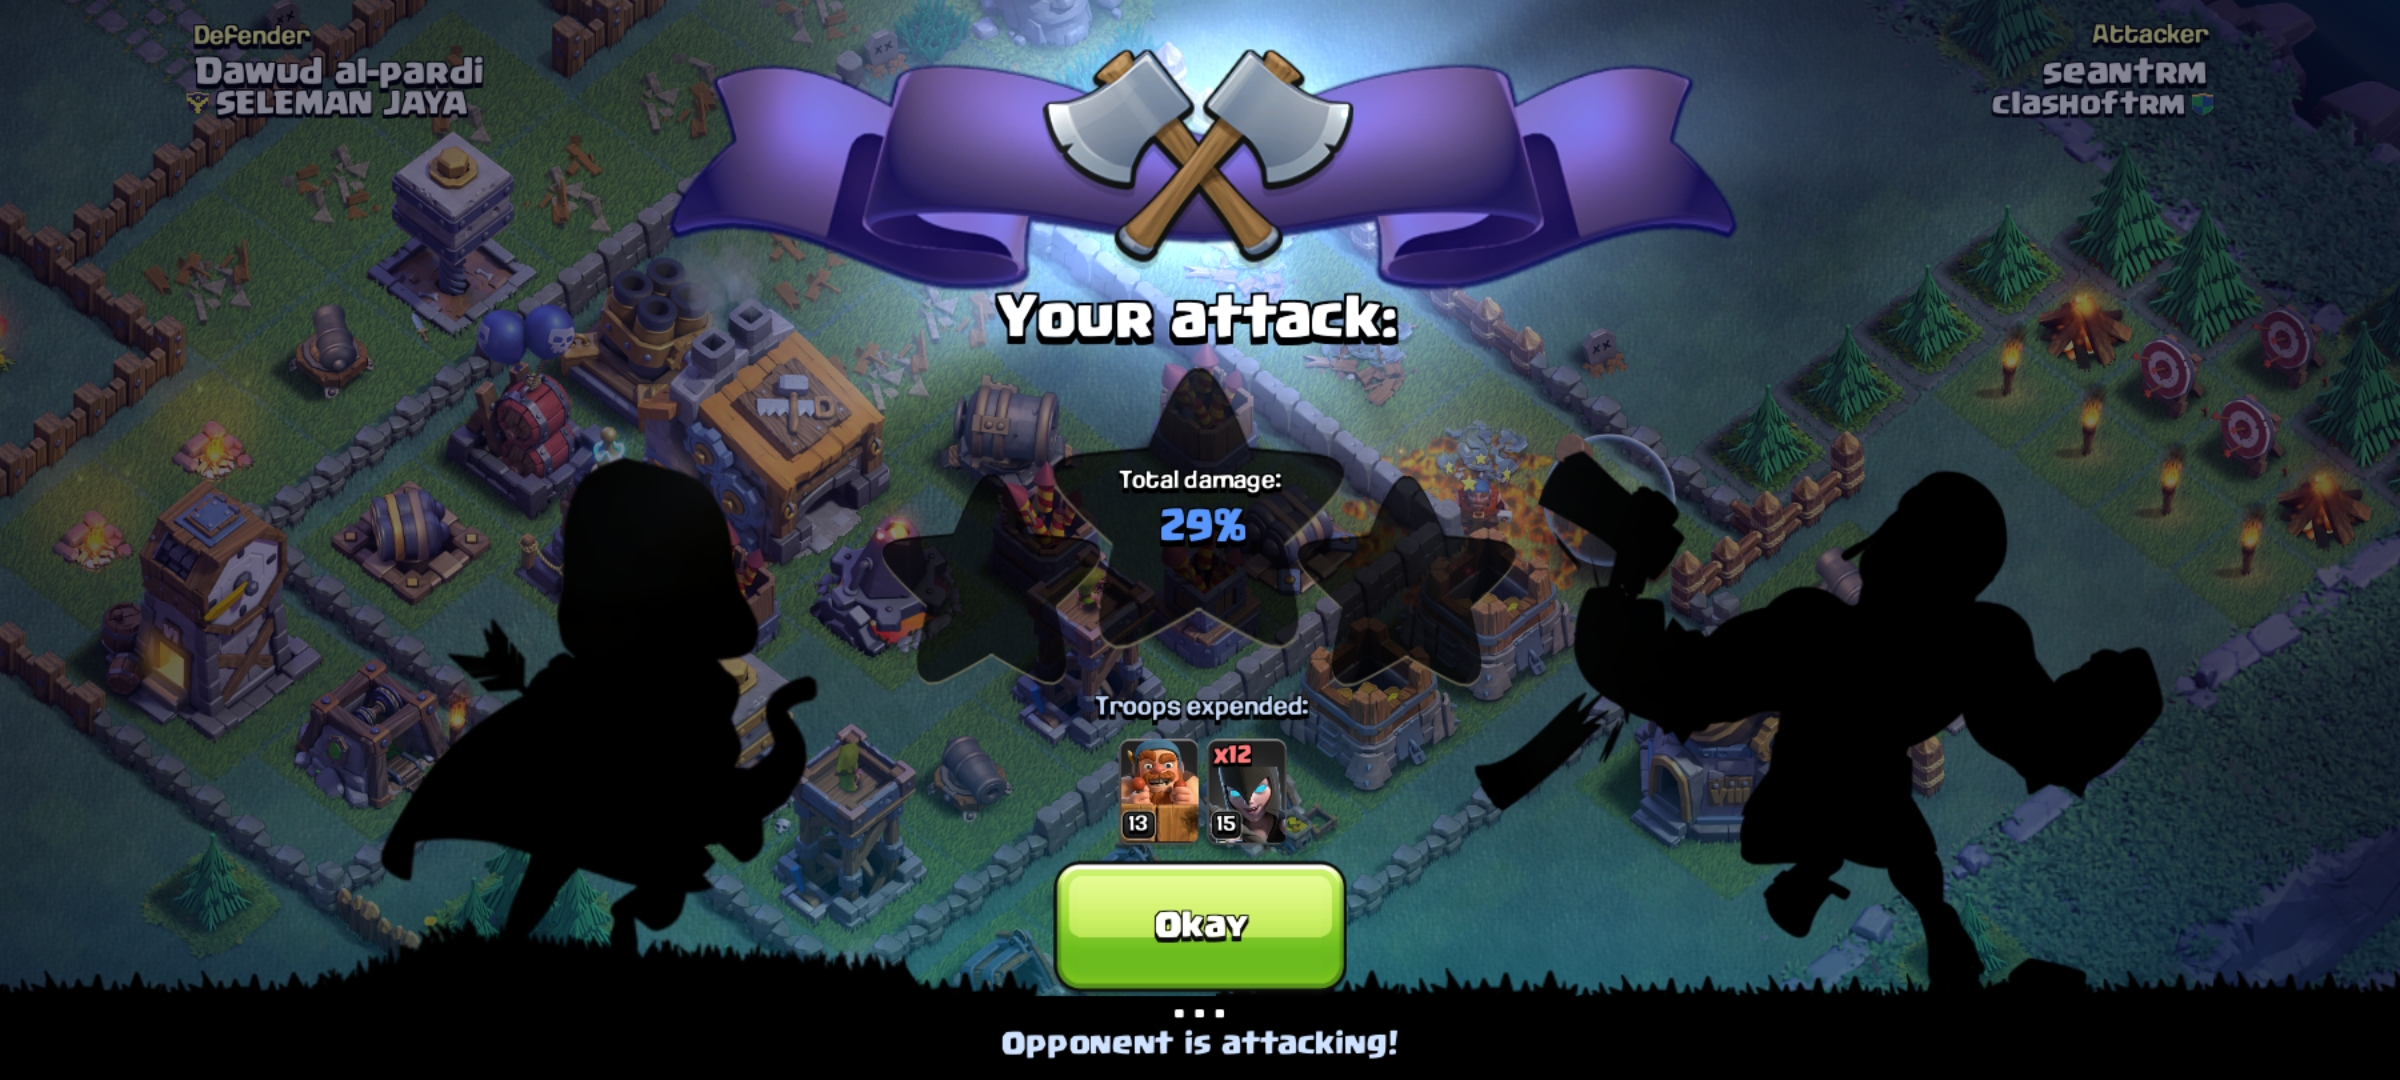 Defender
Dawud al-pardi
SELEMAN JAYA
Attacker
seantRM
clashoftRM
Your attack:
Total damage:
29%
Troops expended:
x12
13
15
VIII
Okay
Opponent is attacking!